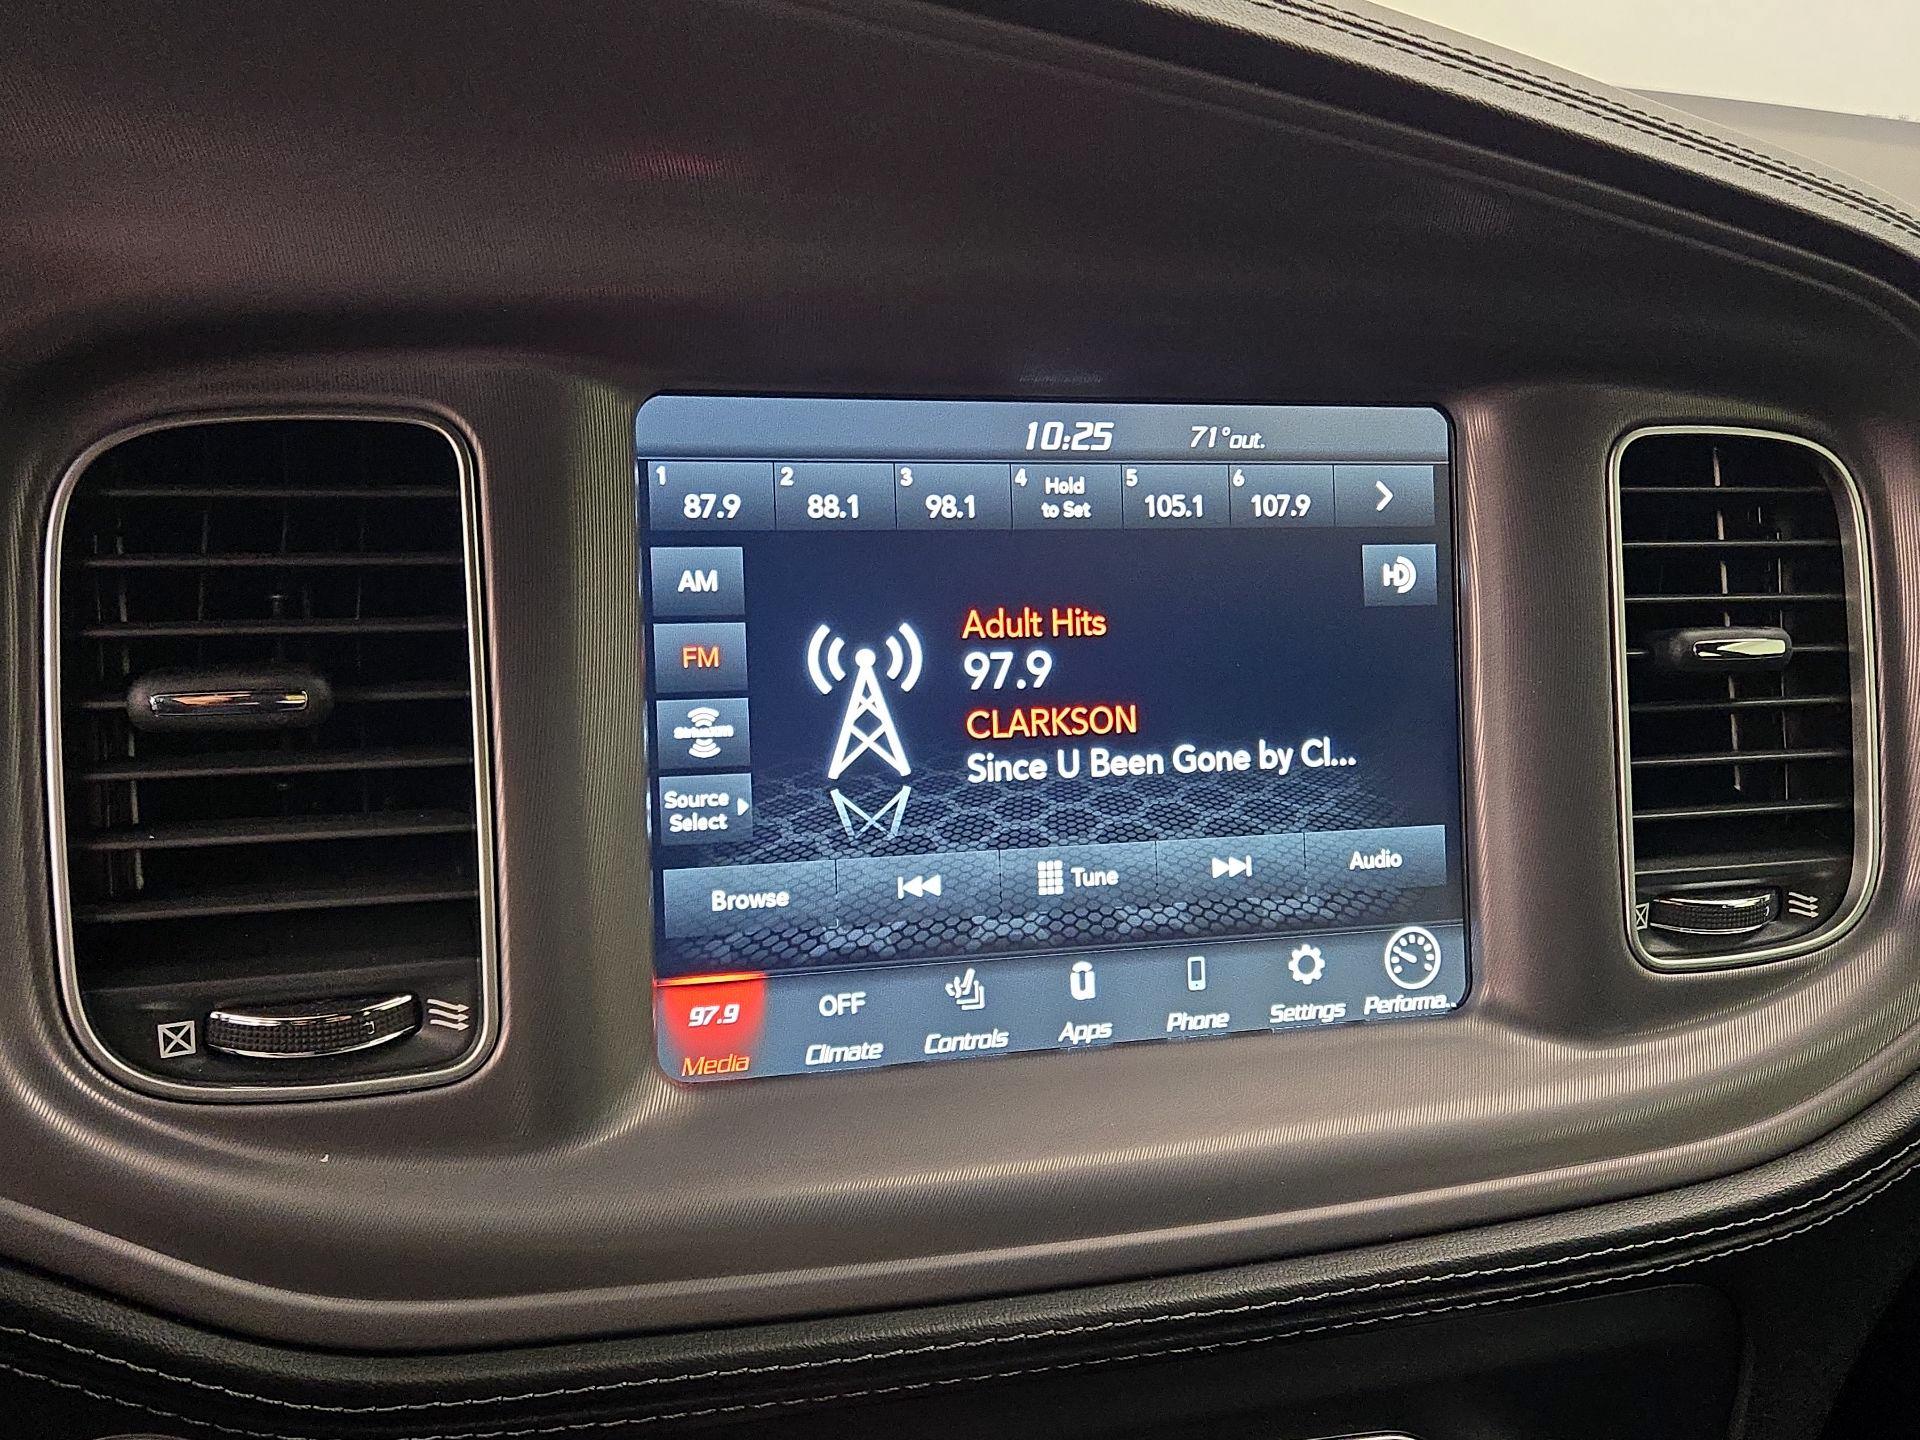 10:25 71°out.
1 87.9
2 88.1
3 98.1
4 Hold to Set
5 105.1
6 107.9
AM
HD
FM
SiriusXM
Source
Select
Adult Hits
97.9
CLARKSON
Since U Been Gone by Cl...
Browse
Tune
Audio
97.9
Media
OFF
Climate
Controls
Apps
Phone
Settings
Performa..